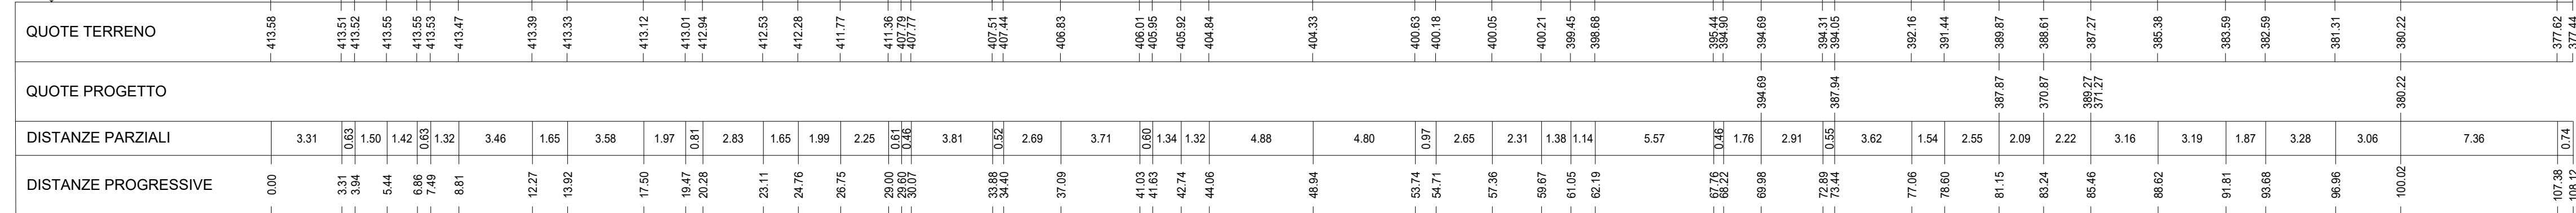 QUOTE TERRENO 413.58 413.51 413.52 413.55 413.55 413.53 413.47 413.39 413.33 413.12 413.01 412.94 412.53 412.28 411.77 411.36 407.79 407.77 407.51 407.44 406.83 406.01 405.95 405.92 404.84 404.33 400.63 400.18 400.05 400.21 399.45 398.68 395.44 394.90 394.69 394.31 394.05 392.16 391.44 389.87 388.61 387.27 385.38 383.59 382.59 381.31 380.22 377.62 377.44
QUOTE PROGETTO 394.69 387.94 387.87 370.87 389.27 371.27 380.22
DISTANZE PARZIALI 3.31 0.63 1.50 1.42 0.63 1.32 3.46 1.65 3.58 1.97 0.81 2.83 1.65 1.99 2.25 0.61 0.46 3.81 0.52 2.69 3.71 0.60 1.34 1.32 4.88 4.80 0.97 2.65 2.31 1.38 1.14 5.57 0.46 1.76 2.91 0.55 3.62 1.54 2.55 2.09 2.22 3.16 3.19 1.87 3.28 3.06 7.36 0.74
DISTANZE PROGRESSIVE 0.00 3.31 3.94 5.44 6.86 7.49 8.81 12.27 13.92 17.50 19.47 20.28 23.11 24.76 26.75 29.00 29.60 30.07 33.88 34.40 37.09 41.03 41.63 42.74 44.06 48.94 53.74 54.71 57.36 59.67 61.05 62.19 67.76 68.22 69.98 72.89 73.44 77.06 78.60 81.15 83.24 85.46 88.62 91.81 93.68 96.96 100.02 107.38 108.12